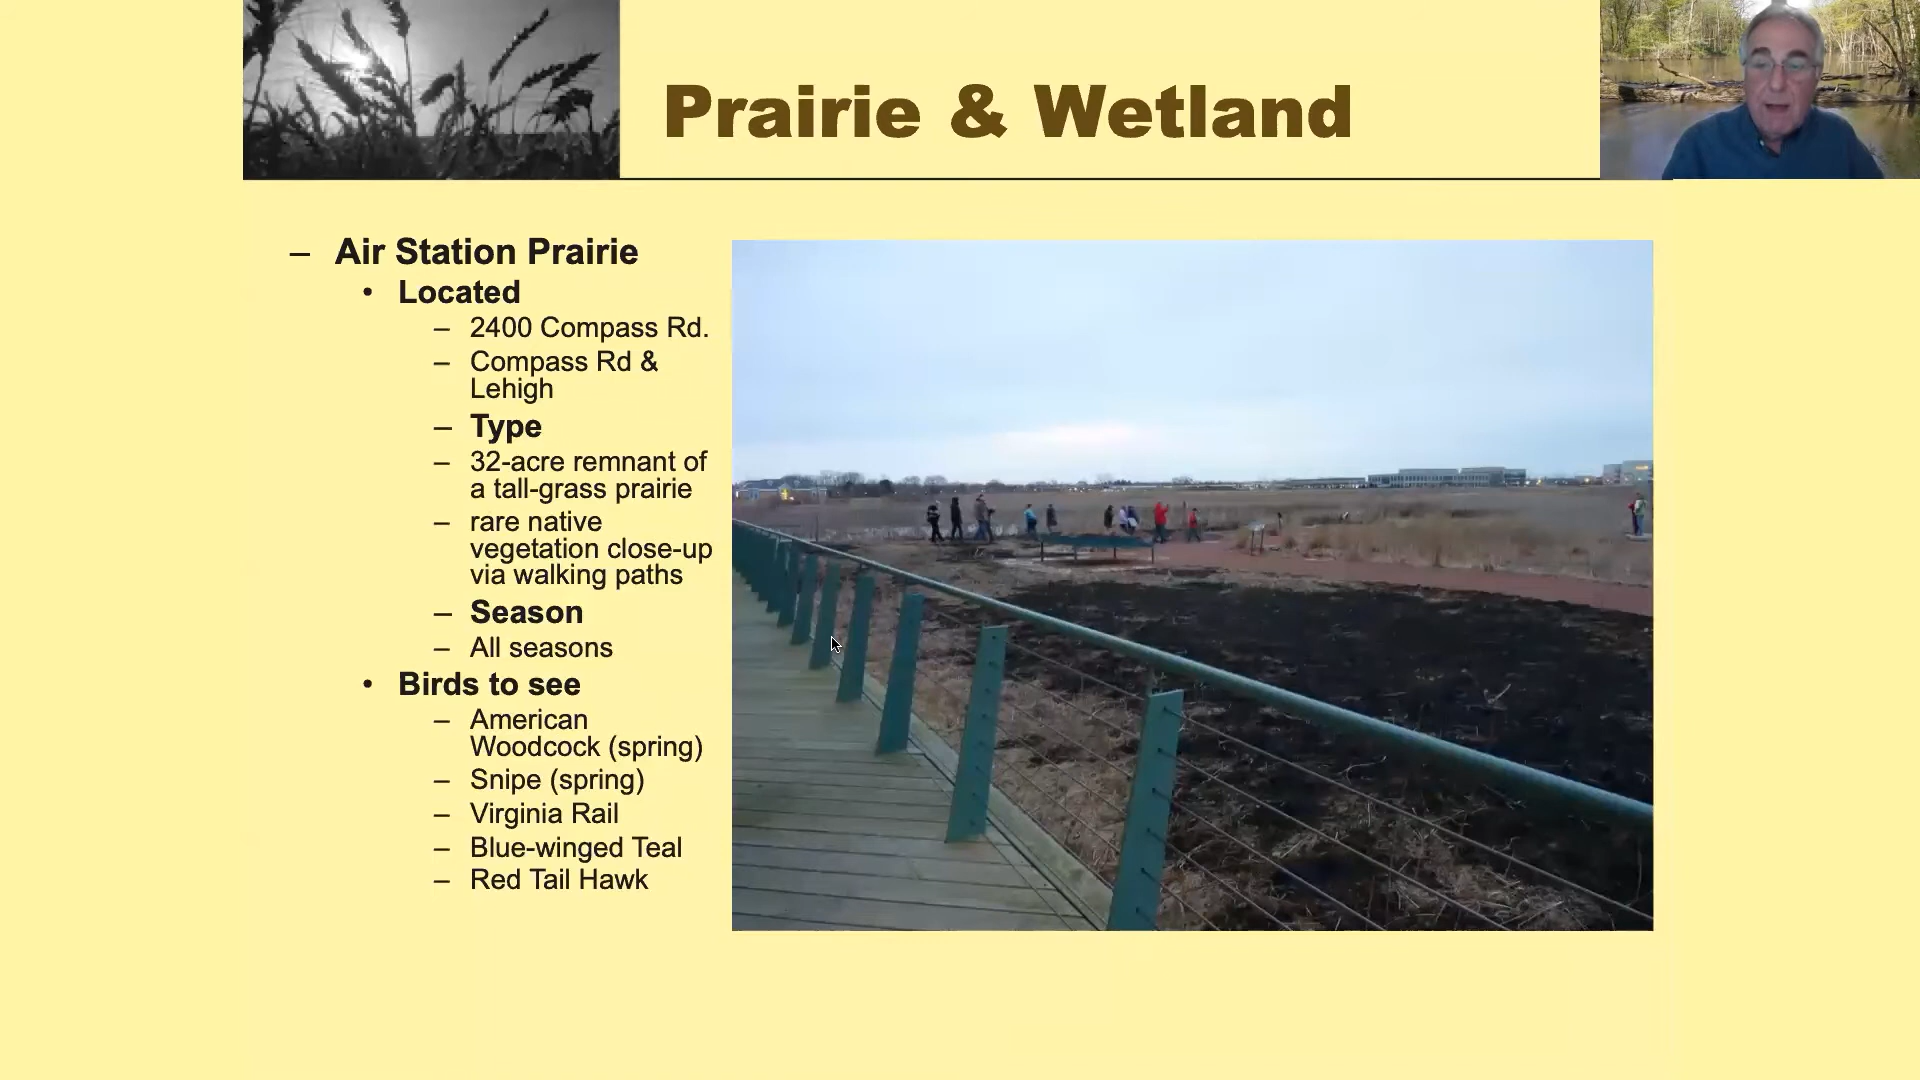 Prairie & Wetland
– Air Station Prairie
• Located
– 2400 Compass Rd.
– Compass Rd &
Lehigh
– Type
– 32-acre remnant of
a tall-grass prairie
– rare native
vegetation close-up
via walking paths
– Season
– All seasons
• Birds to see
– American
Woodcock (spring)
– Snipe (spring)
– Virginia Rail
– Blue-winged Teal
– Red Tail Hawk